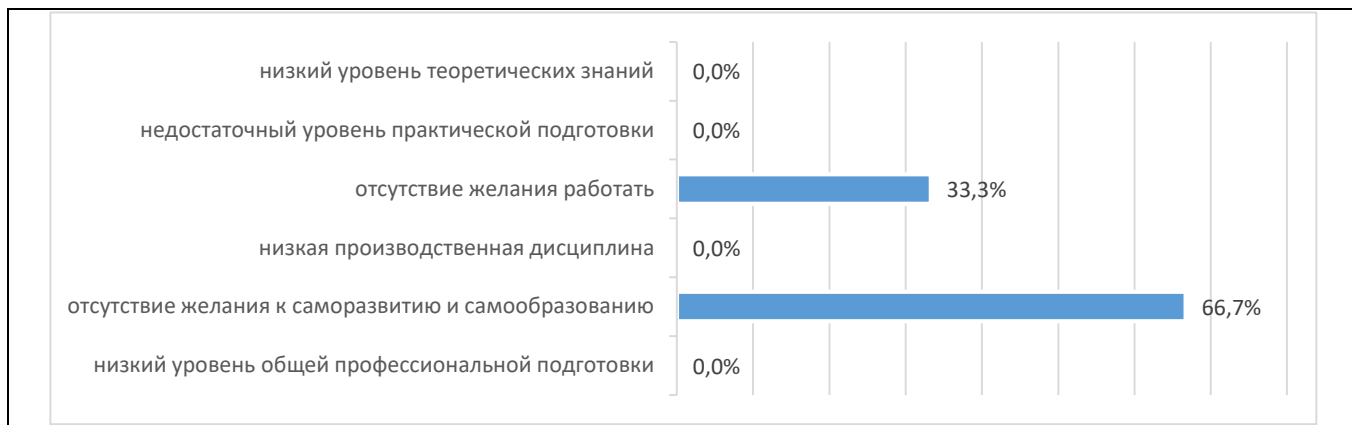 низкий уровень теоретических знаний 0,0%
недостаточный уровень практической подготовки 0,0%
отсутствие желания работать 33,3%
низкая производственная дисциплина 0,0%
отсутствие желания к саморазвитию и самообразованию 66,7%
низкий уровень общей профессиональной подготовки 0,0%